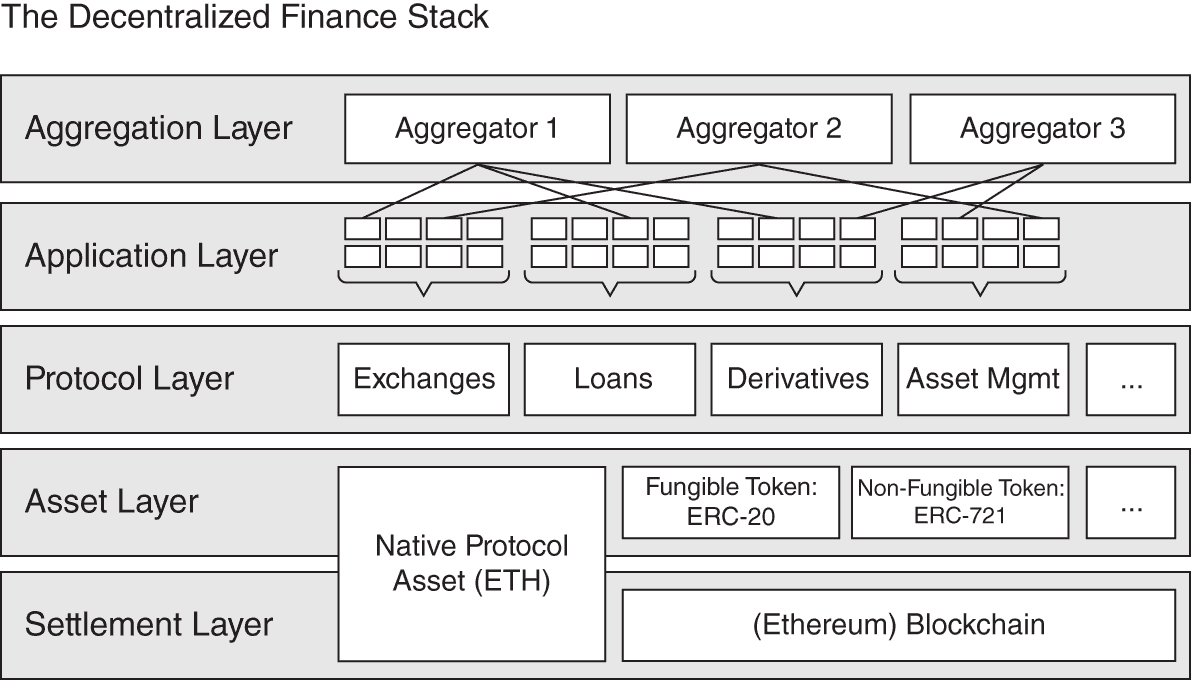 The Decentralized Finance Stack
Aggregation Layer
Aggregator 1
Aggregator 2
Aggregator 3
Application Layer
Protocol Layer
Exchanges
Loans
Derivatives
Asset Mgmt
...
Asset Layer
Native Protocol
Asset (ETH)
Fungible Token:
ERC-20
Non-Fungible Token:
ERC-721
...
Settlement Layer
(Ethereum) Blockchain